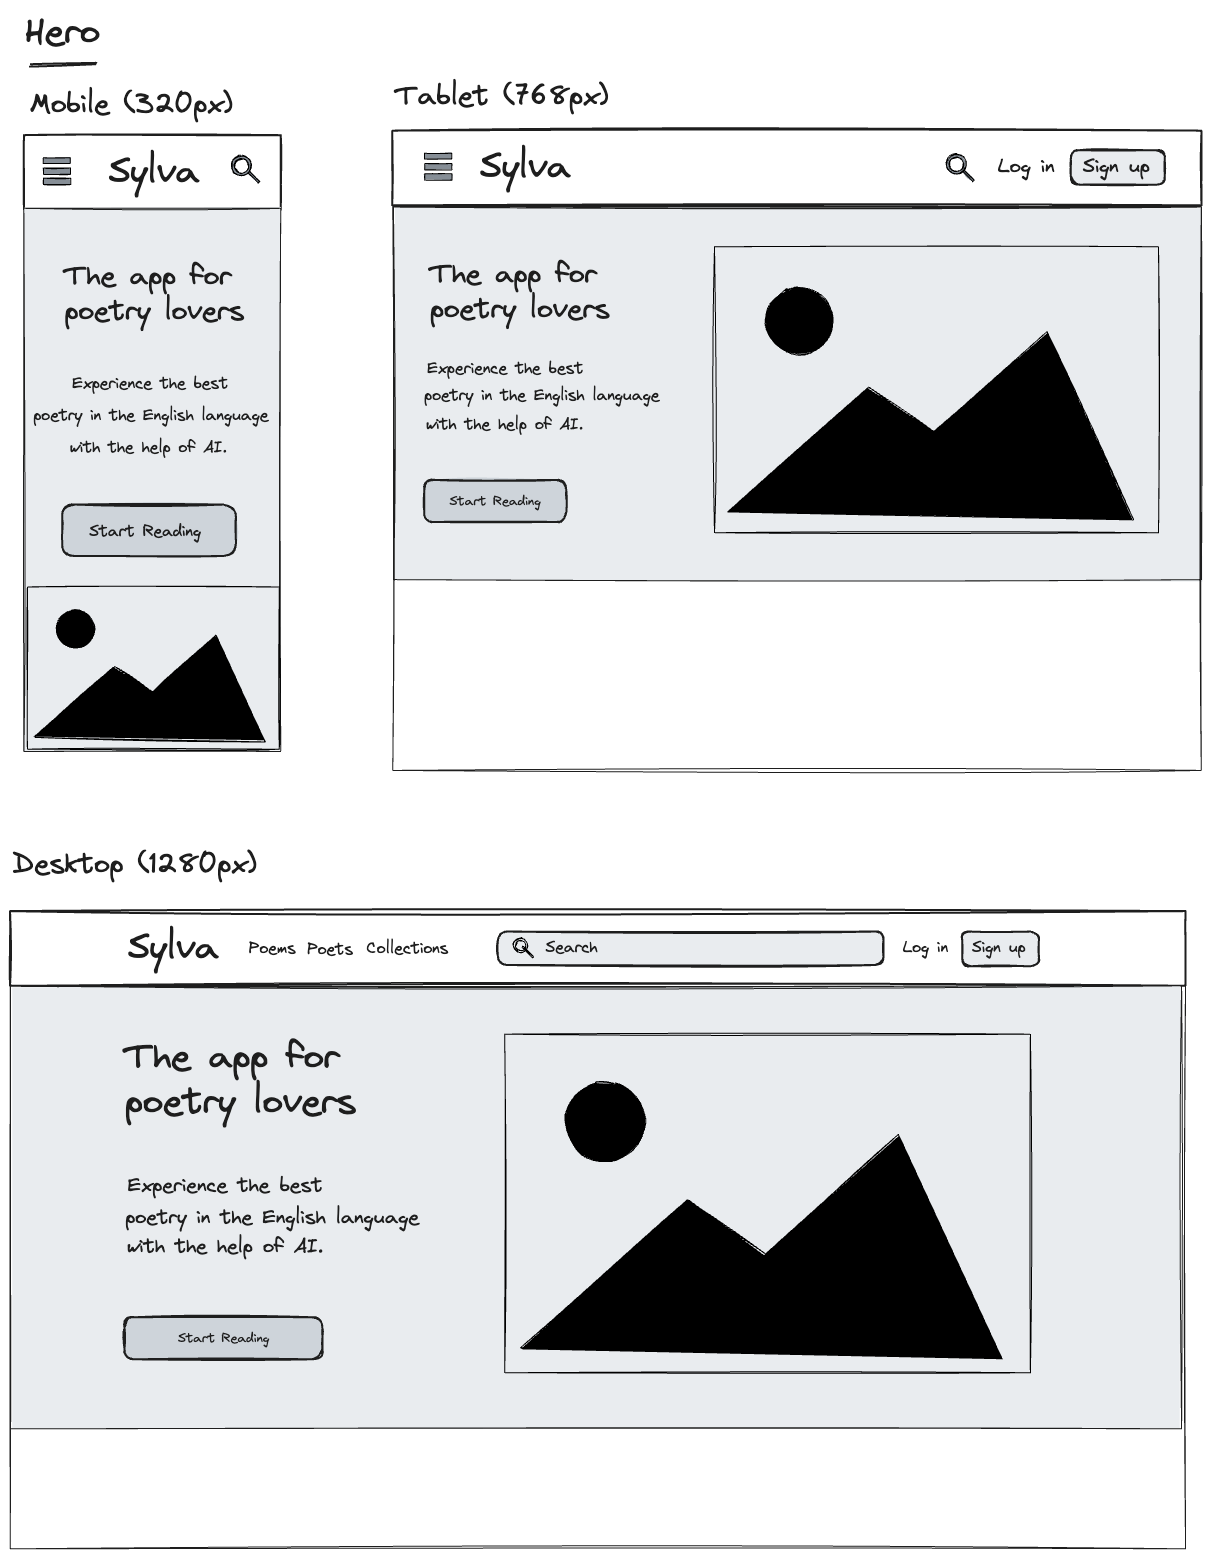 Hero
Mobile (320px)
Sylva
The app for
poetry lovers
Experience the best
poetry in the English language
with the help of AI.
Start Reading
Tablet (768px)
Sylva
Log in
Sign up
The app for
poetry lovers
Experience the best
poetry in the English language
with the help of AI.
Start Reading
Desktop (1280px)
Sylva
Poems Poets Collections
Search
Log in
Sign up
The app for
poetry lovers
Experience the best
poetry in the English language
with the help of AI.
Start Reading